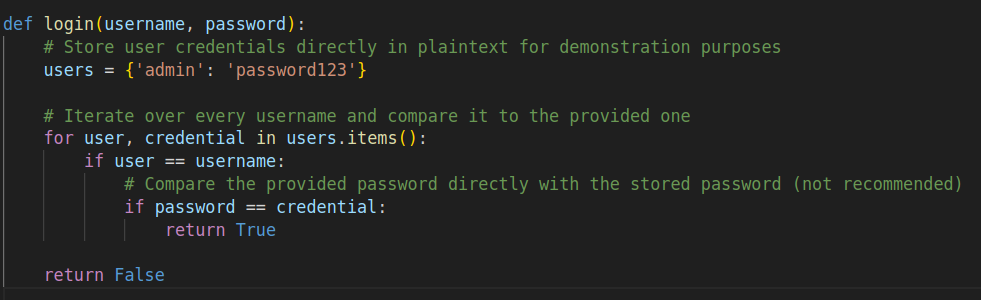 def login(username, password):
    # Store user credentials directly in plaintext for demonstration purposes
    users = {'admin': 'password123'}
    # Iterate over every username and compare it to the provided one
    for user, credential in users.items():
        if user == username:
            # Compare the provided password directly with the stored password (not recommended)
            if password == credential:
                return True
    return False